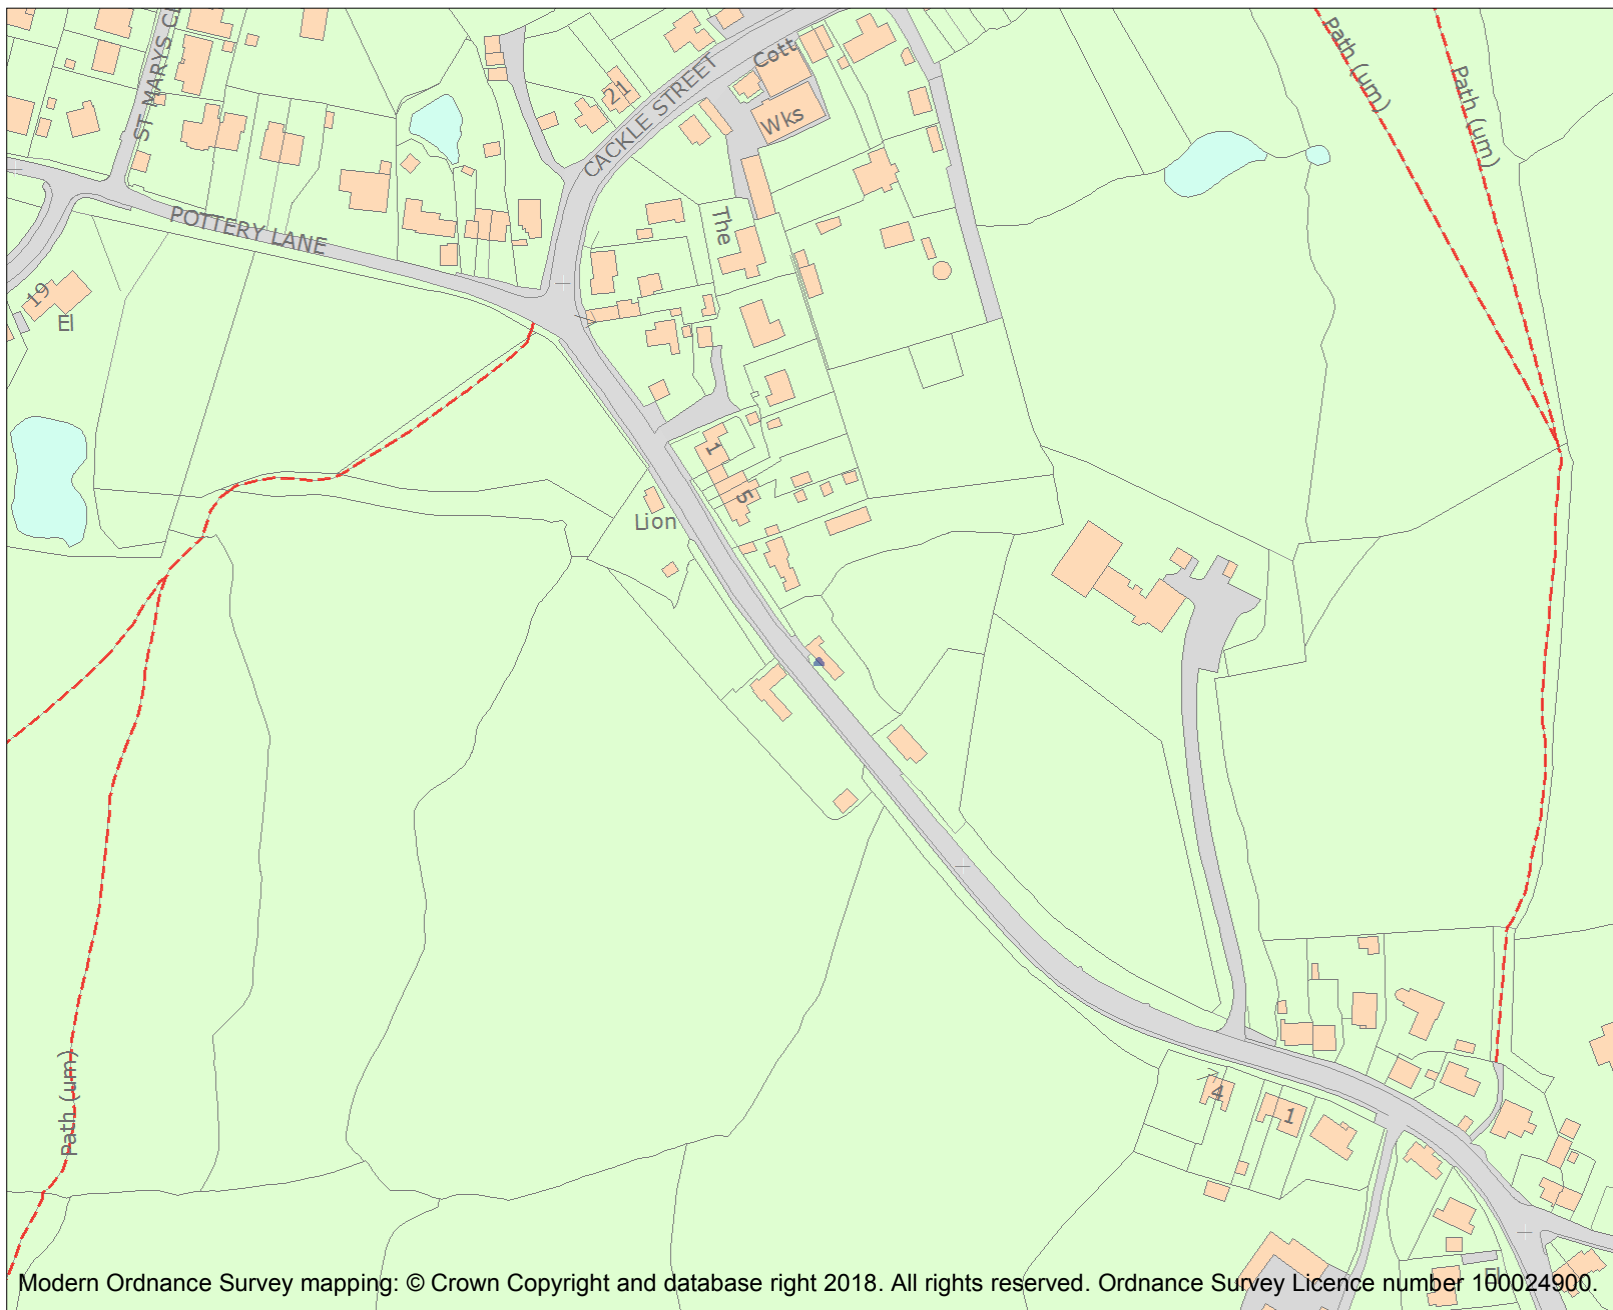 ST MARYS CL
CACKLE STREET
21
Cott
Wks
Path (um)
Path (um)
POTTERY LANE
The
19
El
1
5
Lion
Path (um)
4
1
El
Modern Ordnance Survey mapping: © Crown Copyright and database right 2018. All rights reserved. Ordnance Survey Licence number 100024900.